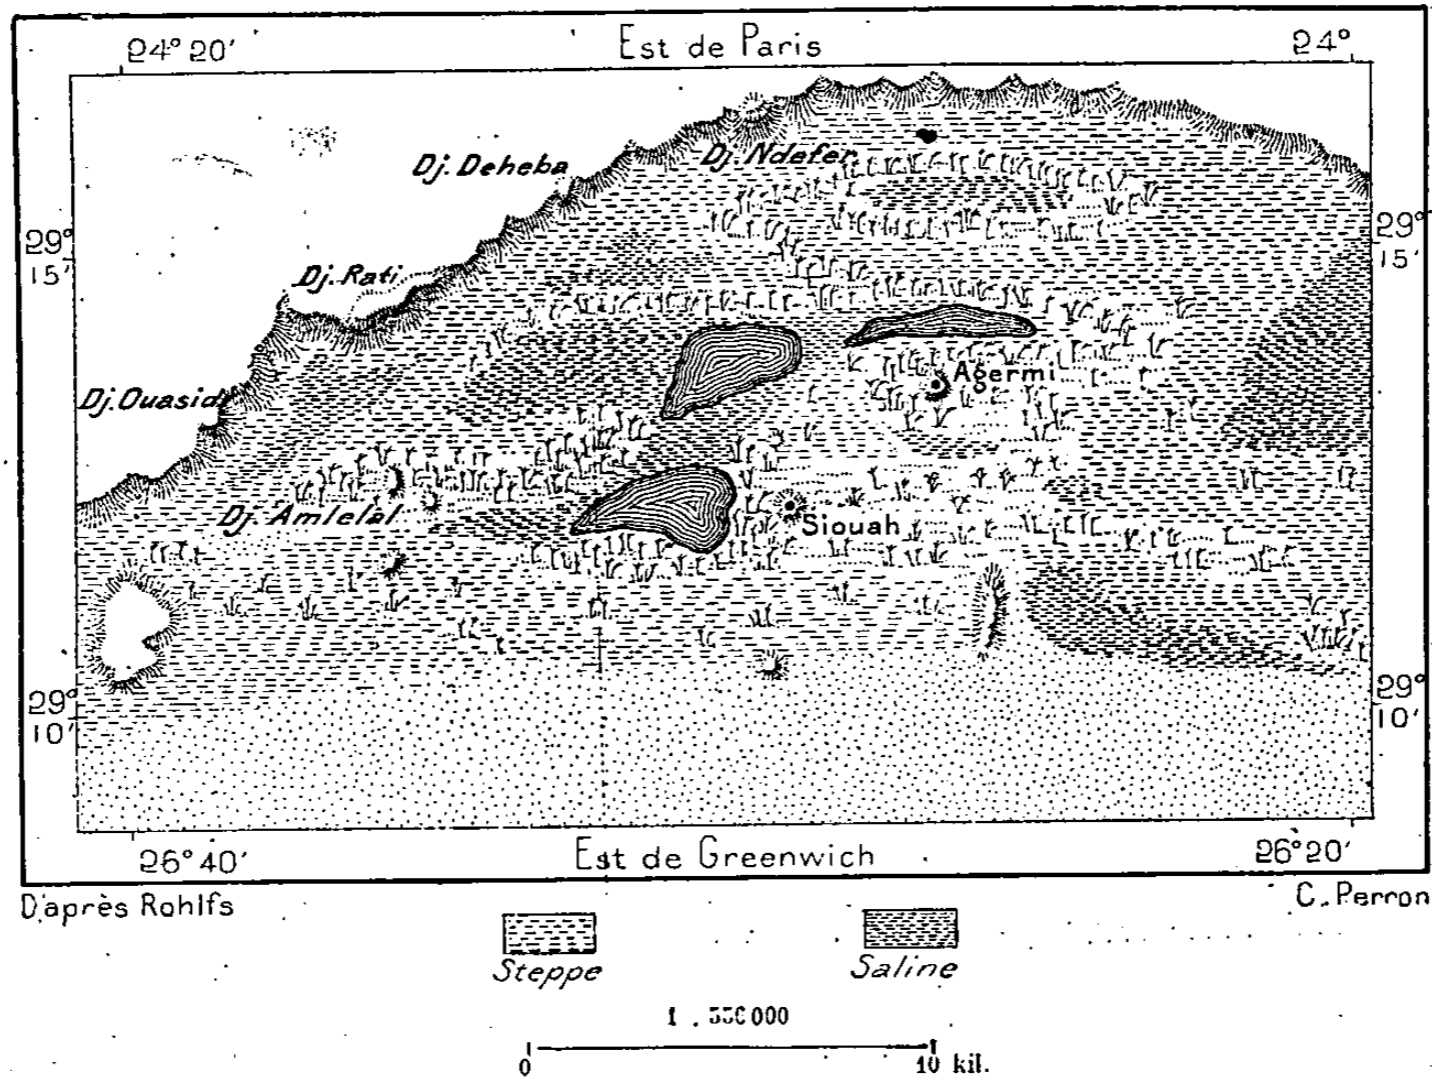 24° 20′ Est de Paris 24°
Dj. Ndefer
Dj. Deheba
29° 15′
29° 15′
Dj. Rati
Agermi
Dj. Ouasidi
Dj. Amlelal
Siouah
29° 10′
29° 10′
26° 40′ Est de Greenwich 26° 20′
D'après Rohlfs
C. Perron
Steppe
Saline
0 10 kil.